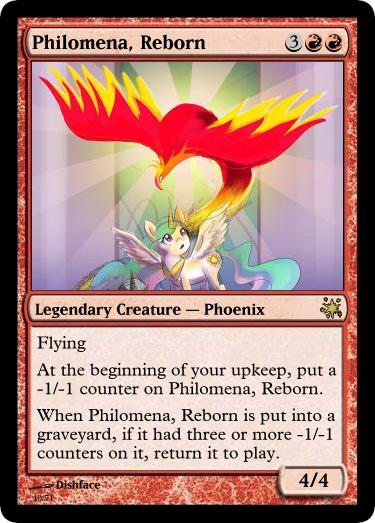 Philomena, Reborn 3
Legendary Creature — Phoenix
Flying
At the beginning of your upkeep, put a
-1/-1 counter on Philomena, Reborn.
When Philomena, Reborn is put into a
graveyard, if it had three or more -1/-1
counters on it, return it to play.
4/4
Dishface